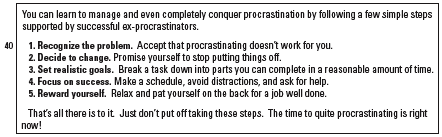 You can learn to manage and even completely conquer procrastination by following a few simple steps
supported by successful ex-procrastinators.
40 1. Recognize the problem. Accept that procrastinating doesn't work for you.
2. Decide to change. Promise yourself to stop putting things off.
3. Set realistic goals. Break a task down into parts you can complete in a reasonable amount of time.
4. Focus on success. Make a schedule, avoid distractions, and ask for help.
5. Reward yourself. Relax and pat yourself on the back for a job well done.
That's all there is to it. Just don't put off taking these steps. The time to quite procrastinating is right
now!